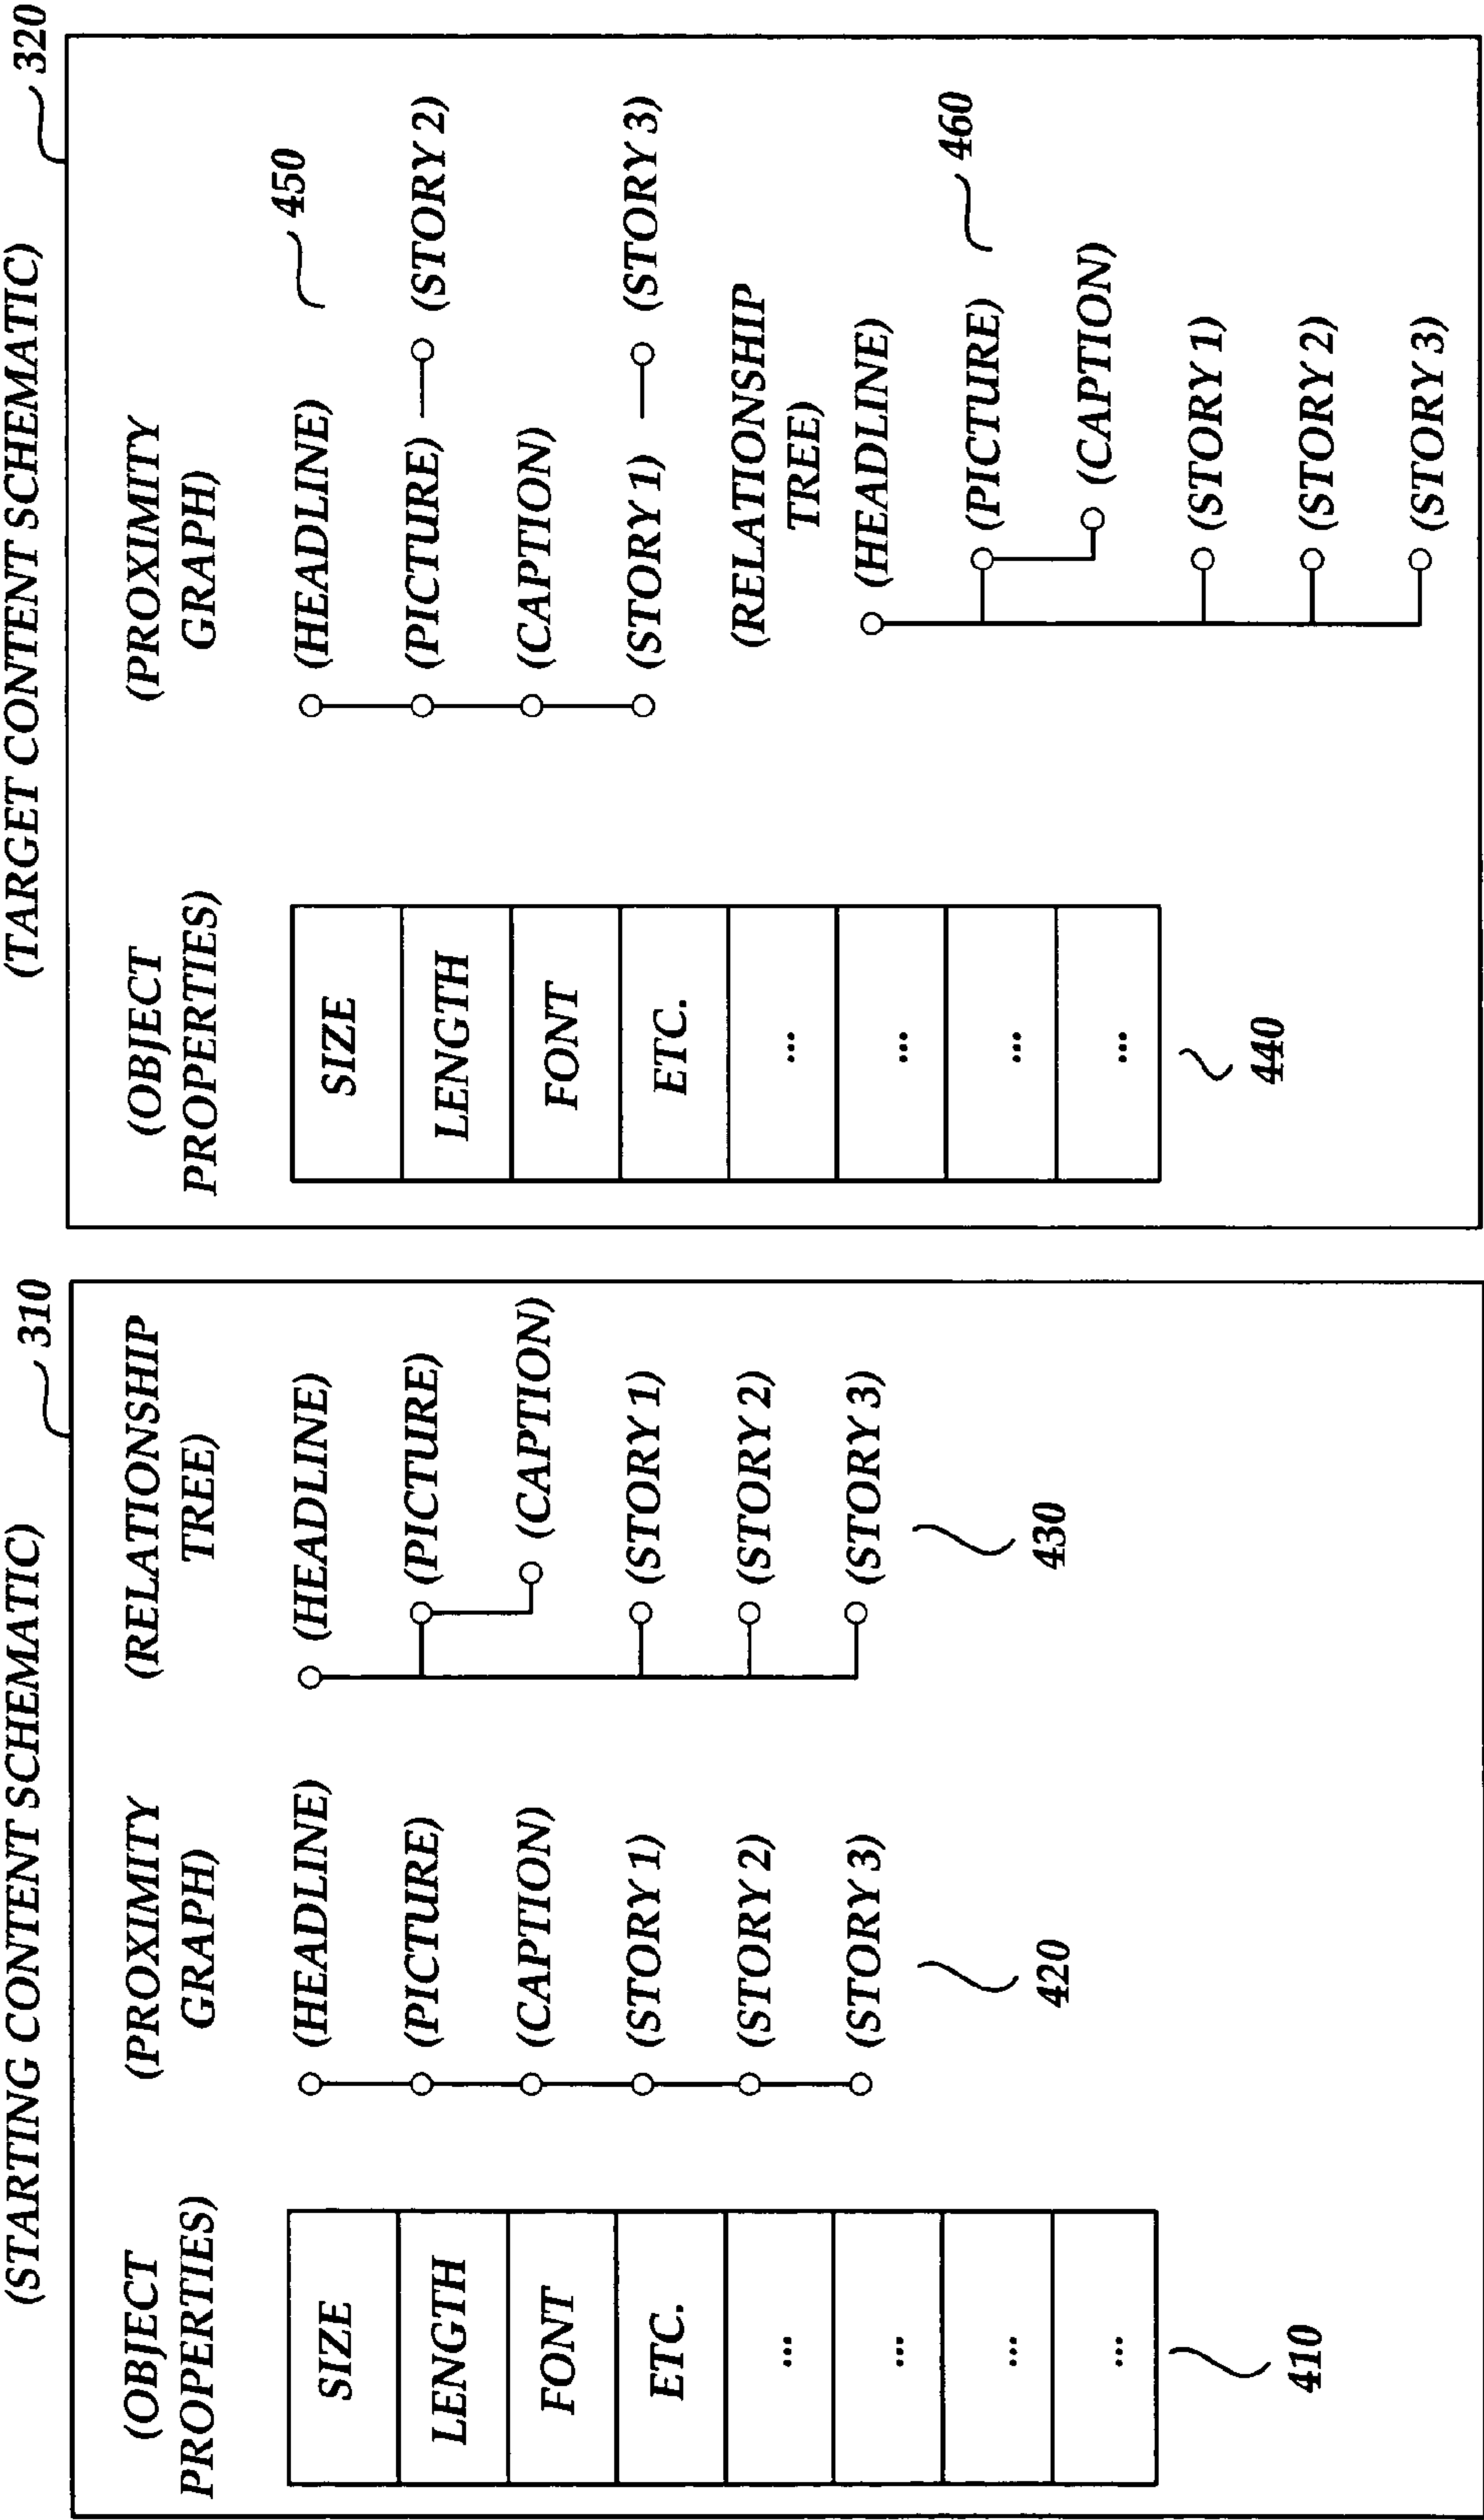 (STARTING CONTENT SCHEMATIC)
310
(OBJECT
PROPERTIES)
SIZE
LENGTH
FONT
ETC.
...
...
...
...
410
(PROXIMITY
GRAPH)
(HEADLINE)
(PICTURE)
(CAPTION)
(STORY 1)
(STORY 2)
(STORY 3)
420
(RELATIONSHIP
TREE)
(HEADLINE)
(PICTURE)
(CAPTION)
(STORY 1)
(STORY 2)
(STORY 3)
430
(TARGET CONTENT SCHEMATIC)
320
(OBJECT
PROPERTIES)
SIZE
LENGTH
FONT
ETC.
...
...
...
...
440
(PROXIMITY
GRAPH)
450
(HEADLINE)
(PICTURE) (STORY 2)
(CAPTION)
(STORY 1) (STORY 3)
(RELATIONSHIP
TREE)
(HEADLINE)
460
(PICTURE)
(CAPTION)
(STORY 1)
(STORY 2)
(STORY 3)